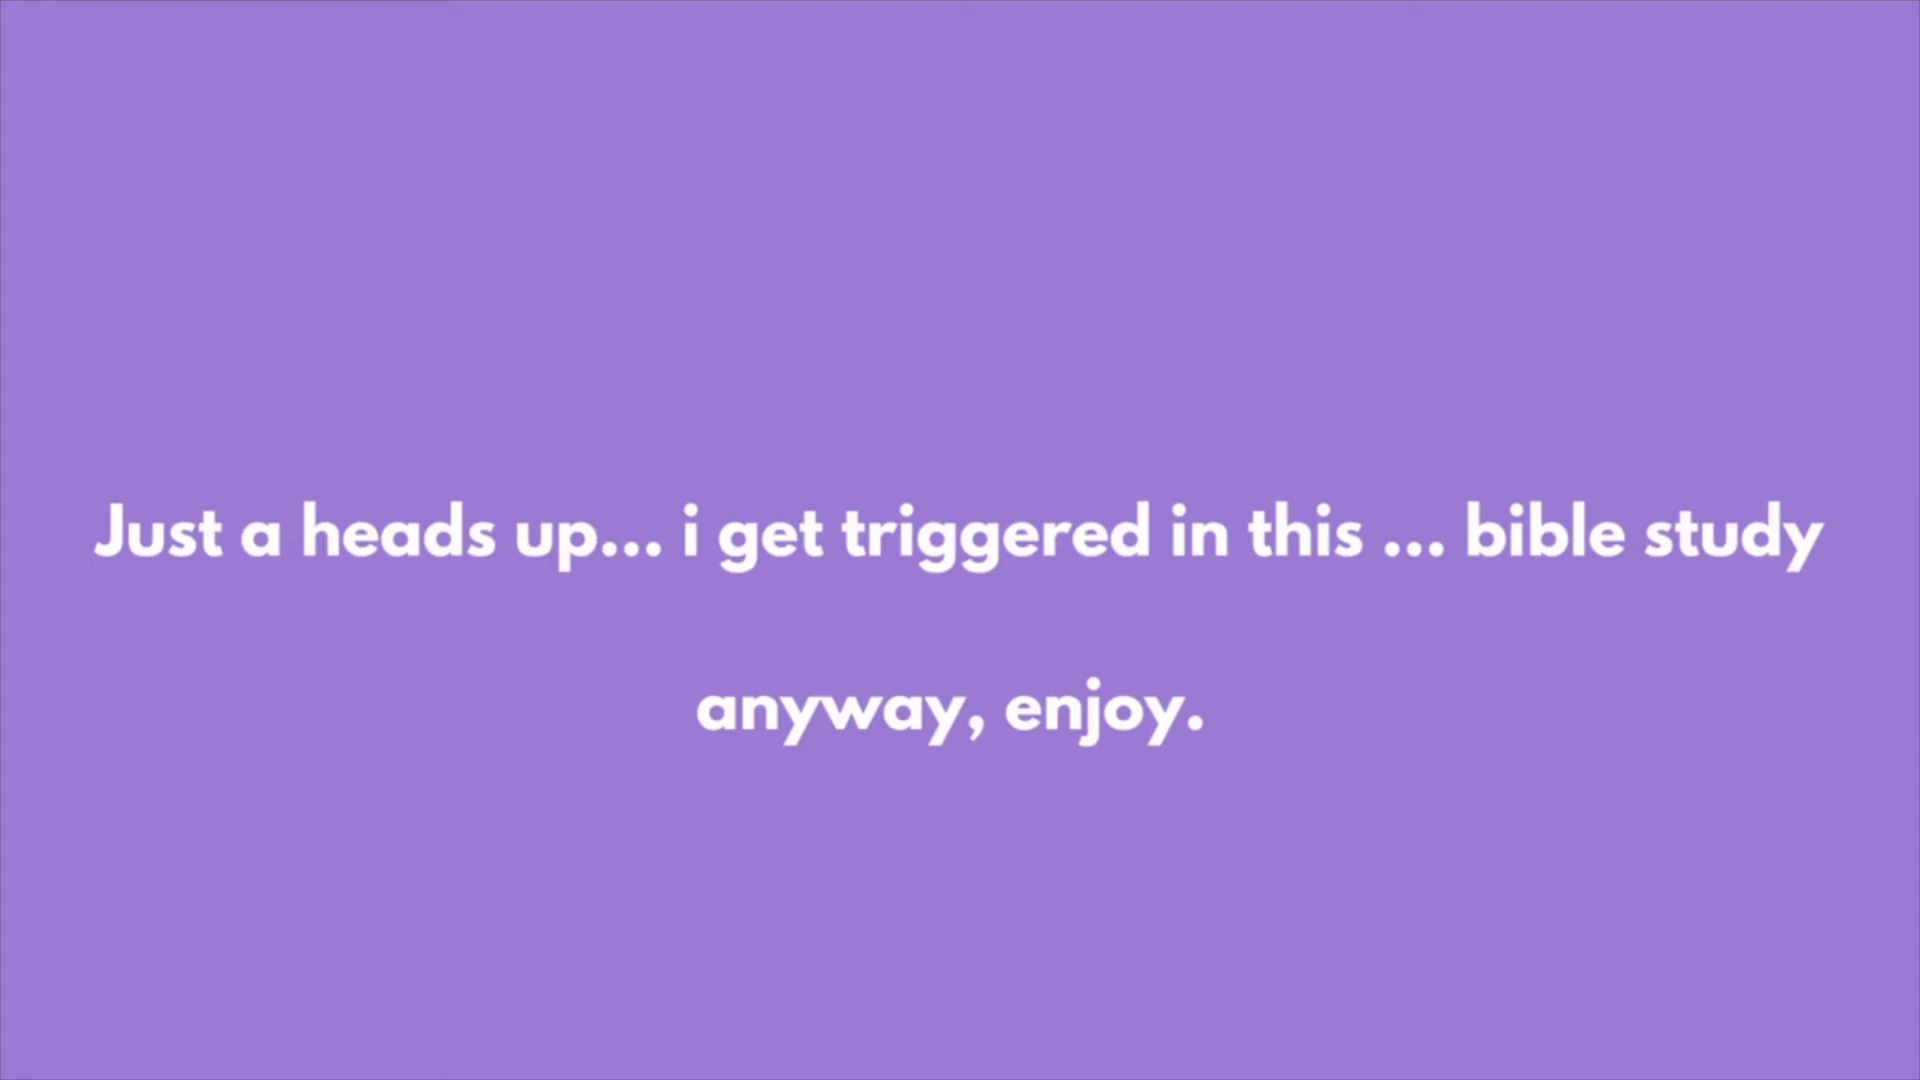 Just a heads up... i get triggered in this ... bible study
anyway, enjoy.